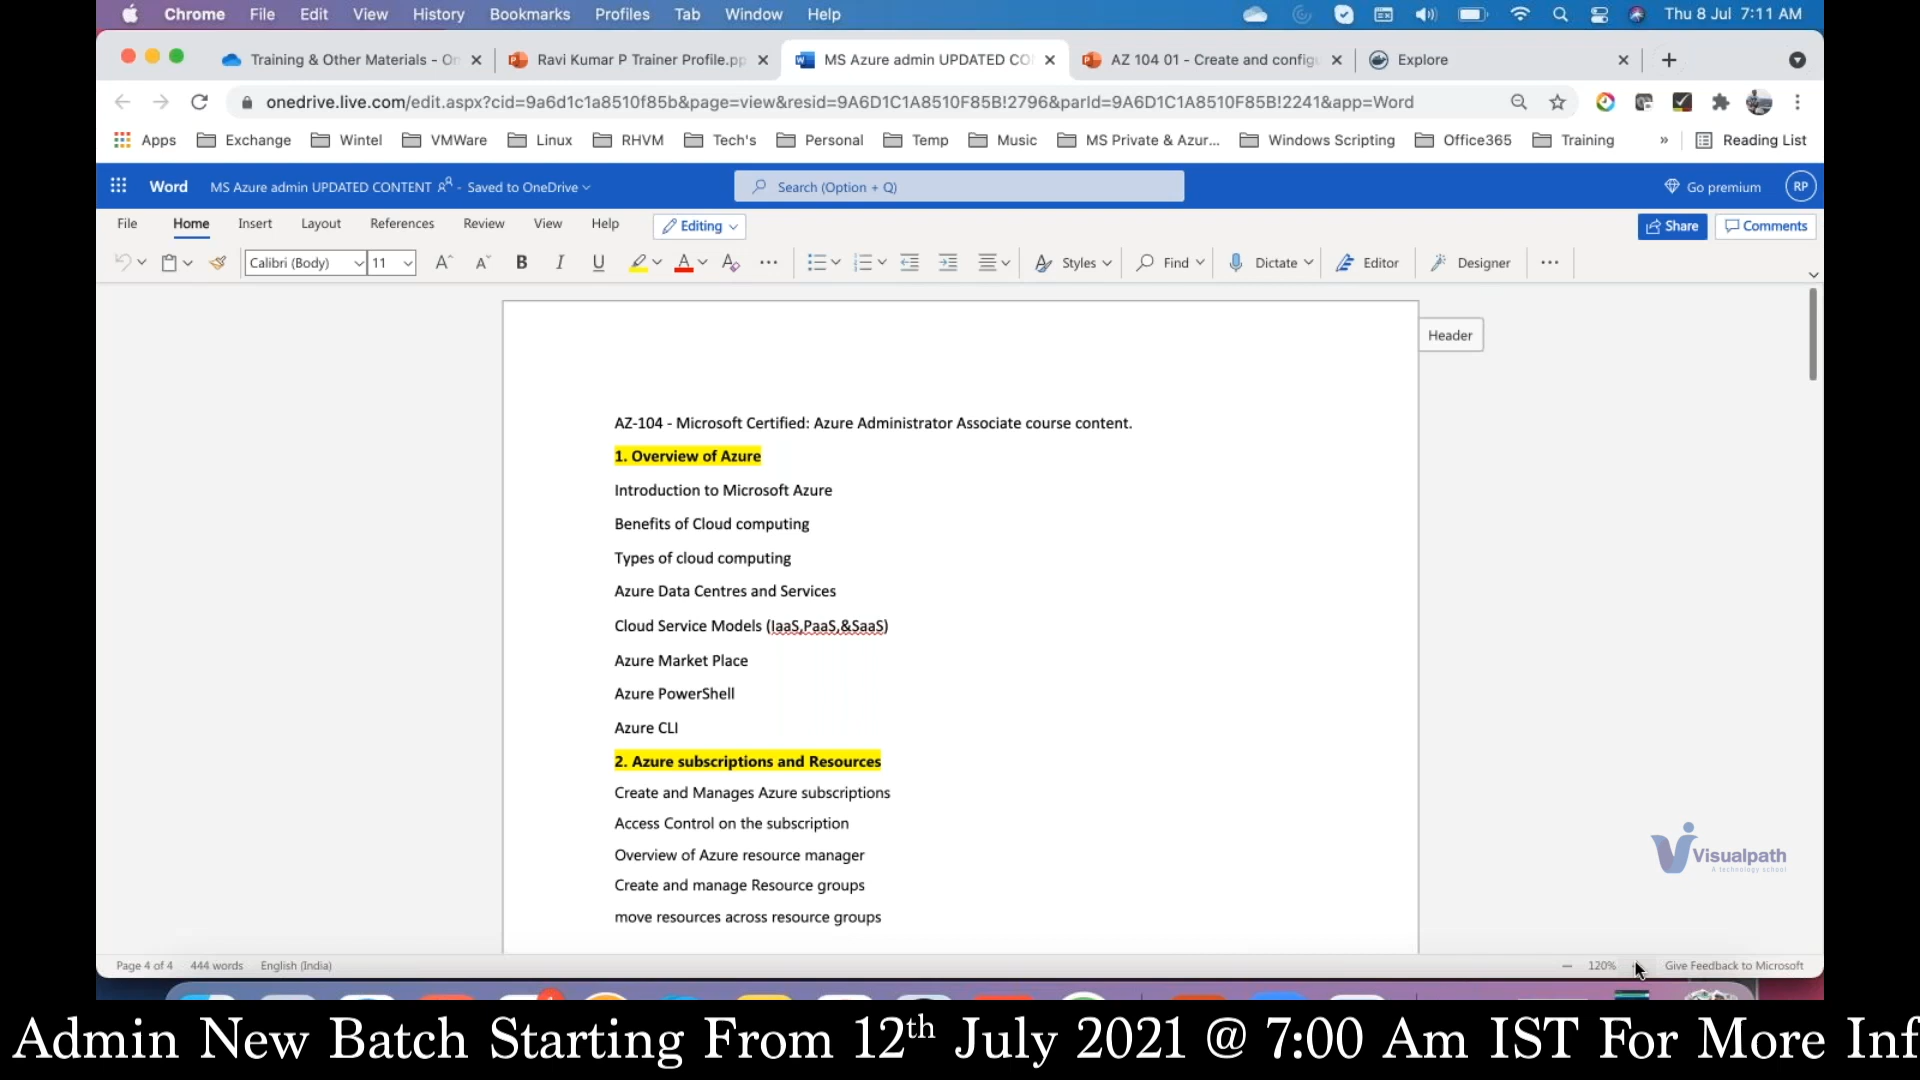 Chrome File Edit View History Bookmarks Profiles Tab Window Help Thu 8 Jul 7:11 AM
Training & Other Materials - On Ravi Kumar P Trainer Profile.pp MS Azure admin UPDATED CO AZ 104 01 - Create and config Explore
onedrive.live.com/edit.aspx?cid=9a6d1c1a8510f85b&page=view&resid=9A6D1C1A8510F85B!2796&parId=9A6D1C1A8510F85B!2241&app=Word
Apps Exchange Wintel VMWare Linux RHVM Tech's Personal Temp Music MS Private & Azur... Windows Scripting Office365 Training » Reading List
Word MS Azure admin UPDATED CONTENT - Saved to OneDrive Search (Option + Q) Go premium RP
File Home Insert Layout References Review View Help Editing Share Comments
Calibri (Body) 11 A A B I U A A Styles Find Dictate Editor Designer
Header
AZ-104 - Microsoft Certified: Azure Administrator Associate course content.
1. Overview of Azure
Introduction to Microsoft Azure
Benefits of Cloud computing
Types of cloud computing
Azure Data Centres and Services
Cloud Service Models (IaaS,PaaS,&SaaS)
Azure Market Place
Azure PowerShell
Azure CLI
2. Azure subscriptions and Resources
Create and Manages Azure subscriptions
Access Control on the subscription
Overview of Azure resource manager
Create and manage Resource groups
move resources across resource groups
Visualpath
A technology school
Page 4 of 4 444 words English (India) 120% Give Feedback to Microsoft
Admin New Batch Starting From 12th July 2021 @ 7:00 Am IST For More Inf